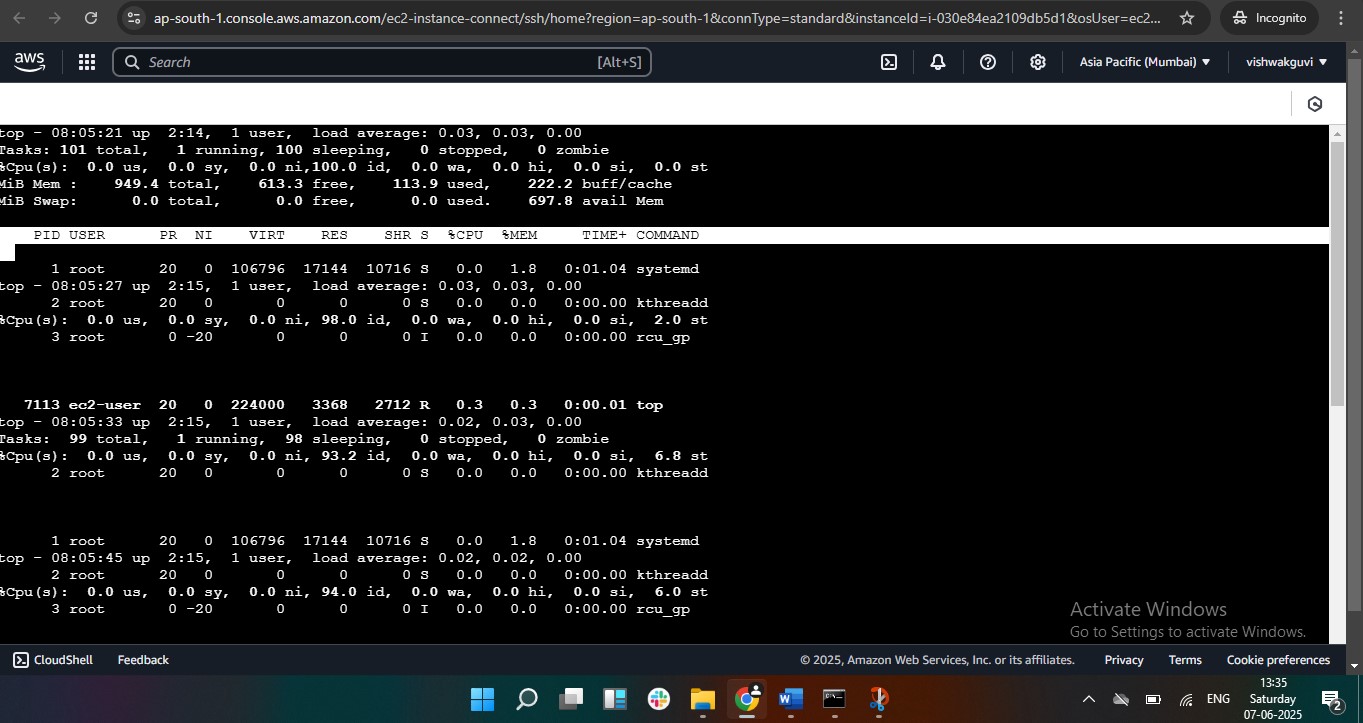 ap-south-1.console.aws.amazon.com/ec2-instance-connect/ssh/home?region=ap-south-1&connType=standard&instanceId=i-030e84ea2109db5d1&osUser=ec2...
Incognito
aws
Search
[Alt+S]
Asia Pacific (Mumbai)
vishwakguvi
top - 08:05:21 up  2:14,  1 user,  load average: 0.03, 0.03, 0.00
Tasks: 101 total,   1 running, 100 sleeping,   0 stopped,   0 zombie
%Cpu(s):  0.0 us,  0.0 sy,  0.0 ni,100.0 id,  0.0 wa,  0.0 hi,  0.0 si,  0.0 st
MiB Mem :    949.4 total,    613.3 free,    113.9 used,    222.2 buff/cache
MiB Swap:      0.0 total,      0.0 free,      0.0 used.    697.8 avail Mem
PID USER      PR  NI    VIRT    RES    SHR S  %CPU  %MEM     TIME+ COMMAND
1 root      20   0  106796  17144  10716 S   0.0   1.8   0:01.04 systemd
top - 08:05:27 up  2:15,  1 user,  load average: 0.03, 0.03, 0.00
2 root      20   0       0      0      0 S   0.0   0.0   0:00.00 kthreadd
%Cpu(s):  0.0 us,  0.0 sy,  0.0 ni, 98.0 id,  0.0 wa,  0.0 hi,  0.0 si,  2.0 st
3 root       0 -20       0      0      0 I   0.0   0.0   0:00.00 rcu_gp
7113 ec2-user  20   0  224000   3368   2712 R   0.3   0.3   0:00.01 top
top - 08:05:33 up  2:15,  1 user,  load average: 0.02, 0.03, 0.00
Tasks:  99 total,   1 running,  98 sleeping,   0 stopped,   0 zombie
%Cpu(s):  0.0 us,  0.0 sy,  0.0 ni, 93.2 id,  0.0 wa,  0.0 hi,  0.0 si,  6.8 st
2 root      20   0       0      0      0 S   0.0   0.0   0:00.00 kthreadd
1 root      20   0  106796  17144  10716 S   0.0   1.8   0:01.04 systemd
top - 08:05:45 up  2:15,  1 user,  load average: 0.02, 0.02, 0.00
2 root      20   0       0      0      0 S   0.0   0.0   0:00.00 kthreadd
%Cpu(s):  0.0 us,  0.0 sy,  0.0 ni, 94.0 id,  0.0 wa,  0.0 hi,  0.0 si,  6.0 st
3 root       0 -20       0      0      0 I   0.0   0.0   0:00.00 rcu_gp
Activate Windows
Go to Settings to activate Windows.
CloudShell
Feedback
© 2025, Amazon Web Services, Inc. or its affiliates.
Privacy
Terms
Cookie preferences
ENG
13:35
Saturday
07-06-2025
2